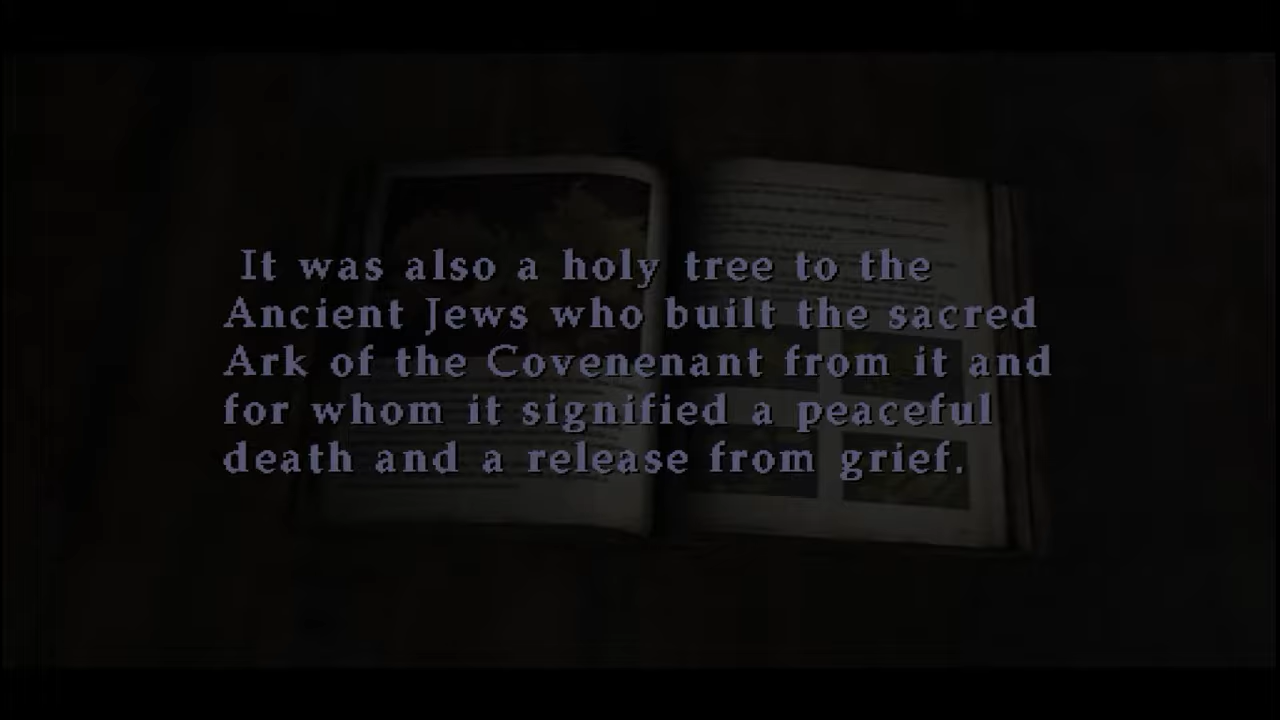 It was also a holy tree to the
Ancient Jews who built the sacred
Ark of the Covenenant from it and
for whom it signified a peaceful
death and a release from grief.